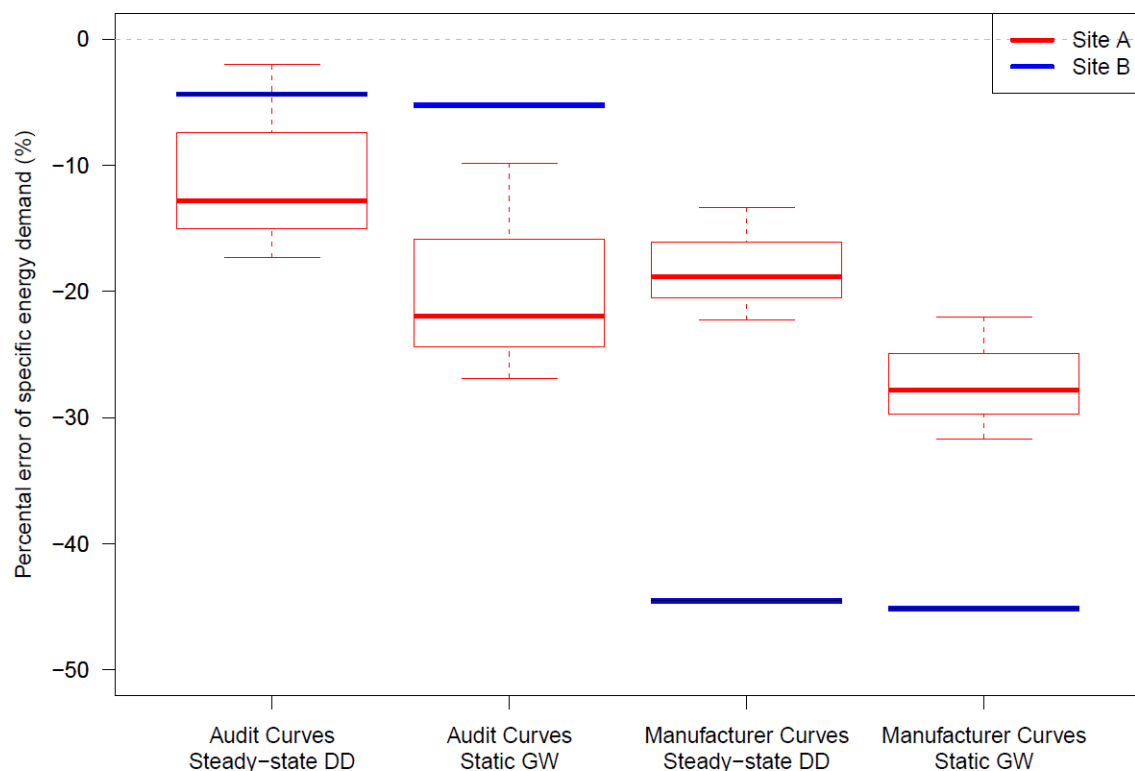 Site A
Site B
Percental error of specific energy demand (%)
0
−10
−20
−30
−40
−50
Audit Curves
Steady−state DD
Audit Curves
Static GW
Manufacturer Curves
Steady−state DD
Manufacturer Curves
Static GW